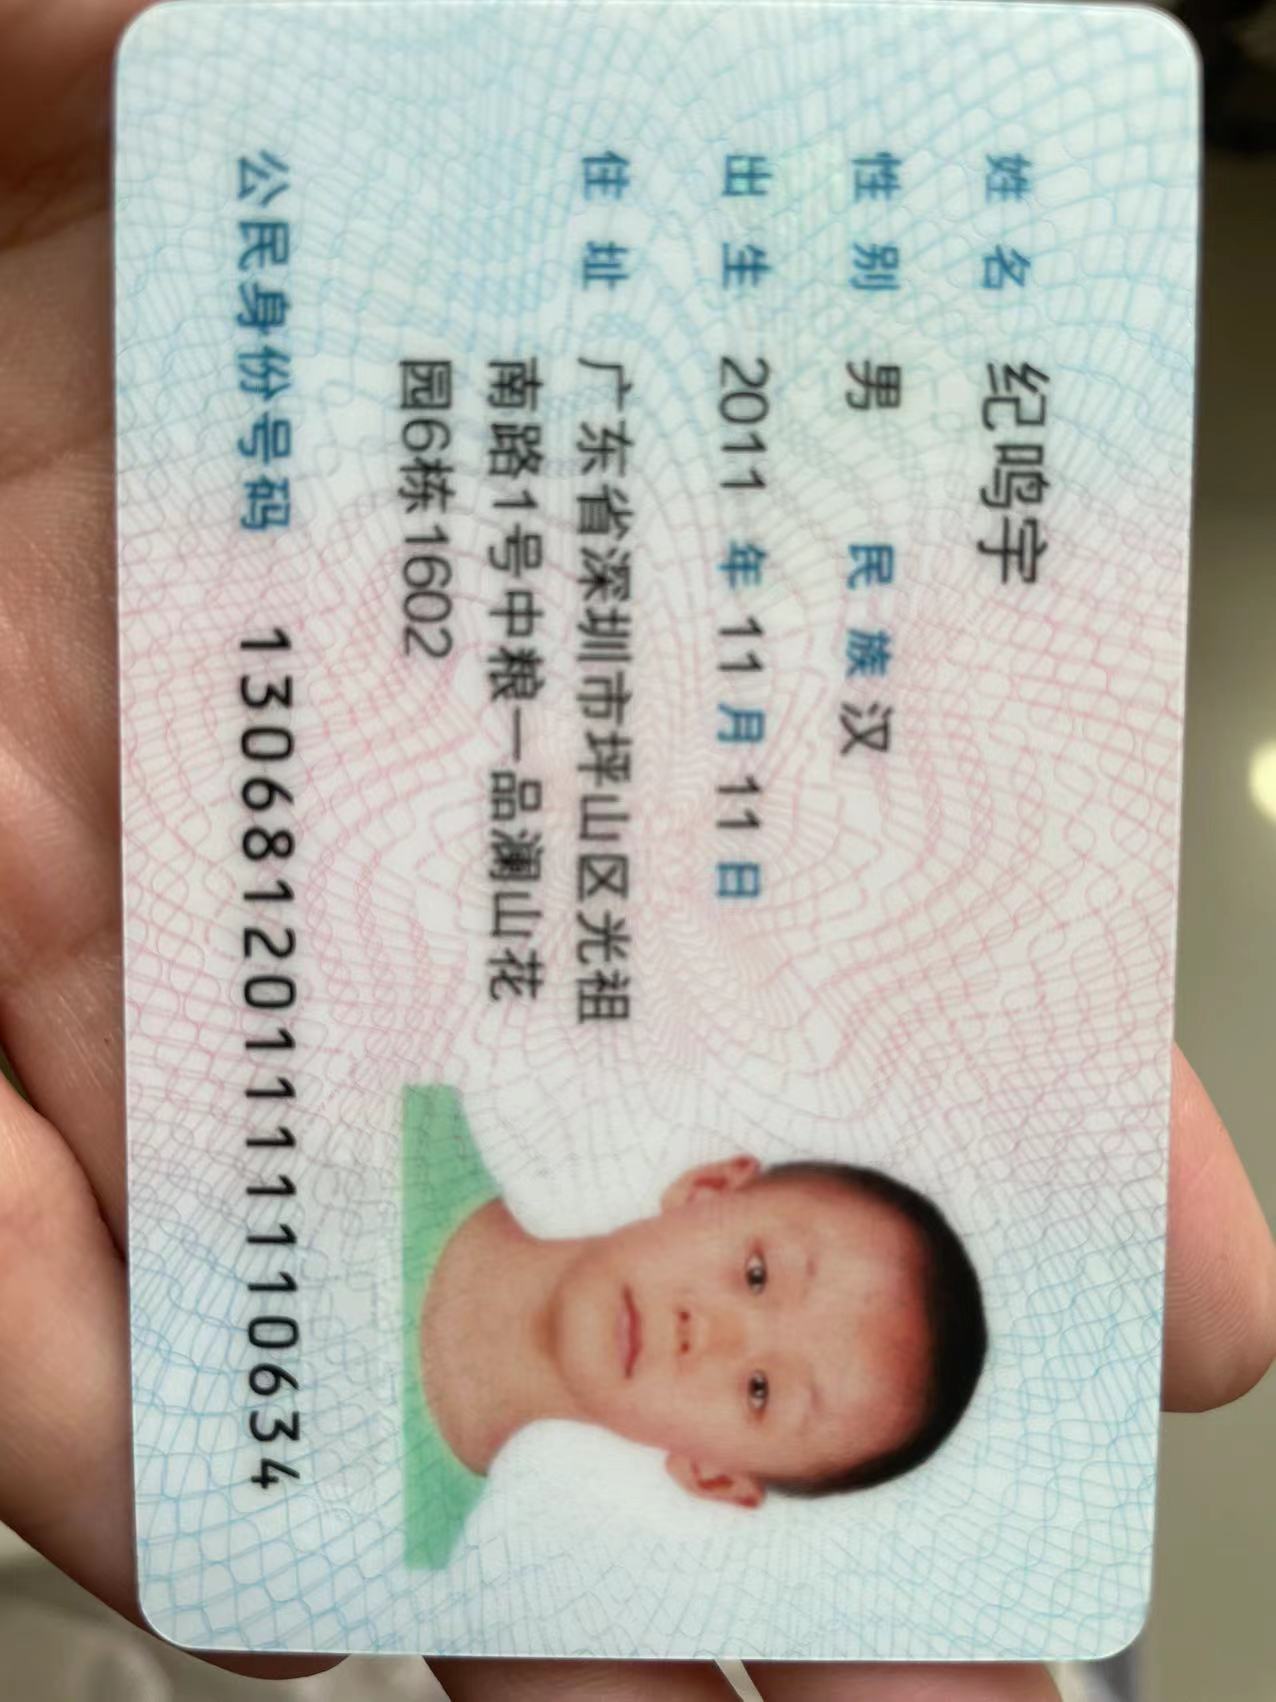 姓名 纪鸣宇
性别 男 民族 汉
出生 2011 年 11 月 11 日
住址 广东省深圳市坪山区光祖
南路1号中粮一品澜山花
园6栋1602
公民身份号码 130681201111110634